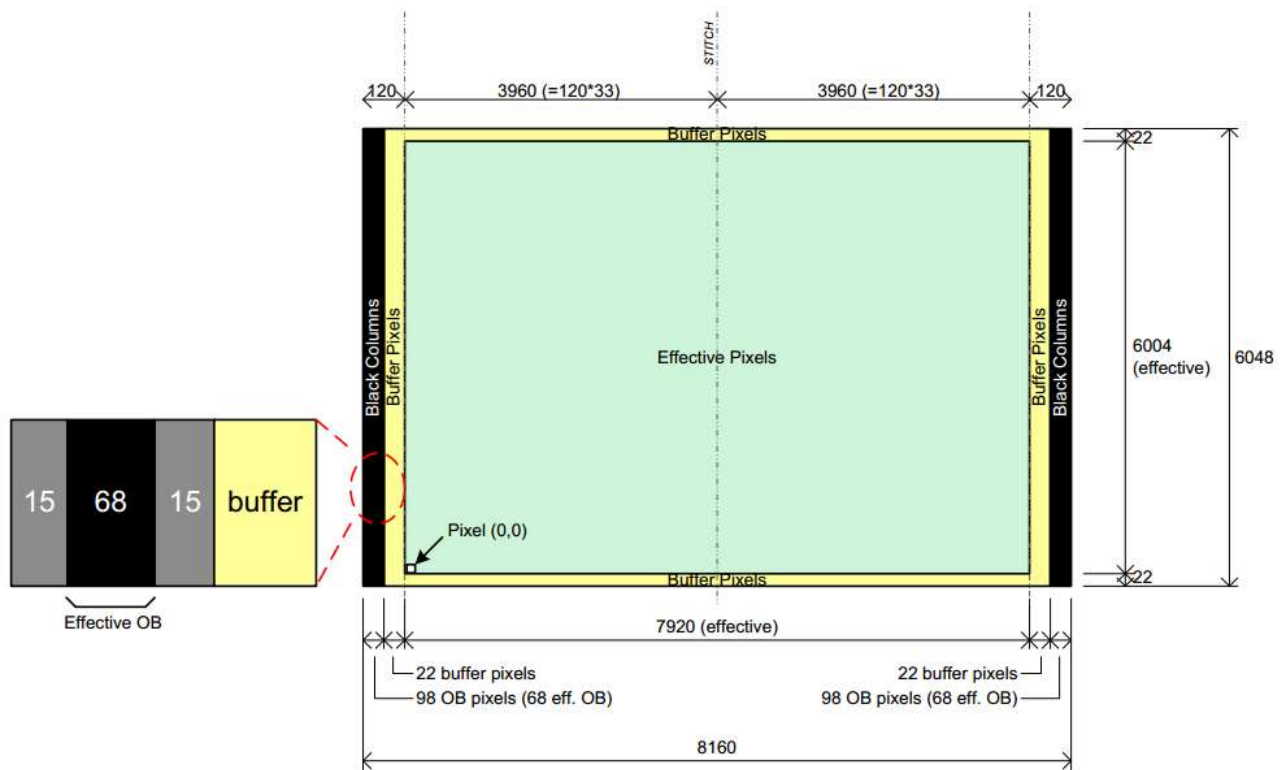 STITCH
120
3960 (=120*33)
3960 (=120*33)
120
Buffer Pixels
22
Black Columns
Buffer Pixels
Effective Pixels
Buffer Pixels
Black Columns
6004
(effective)
6048
15
68
15
buffer
Pixel (0,0)
Buffer Pixels
22
Effective OB
7920 (effective)
22 buffer pixels
22 buffer pixels
98 OB pixels (68 eff. OB)
98 OB pixels (68 eff. OB)
8160